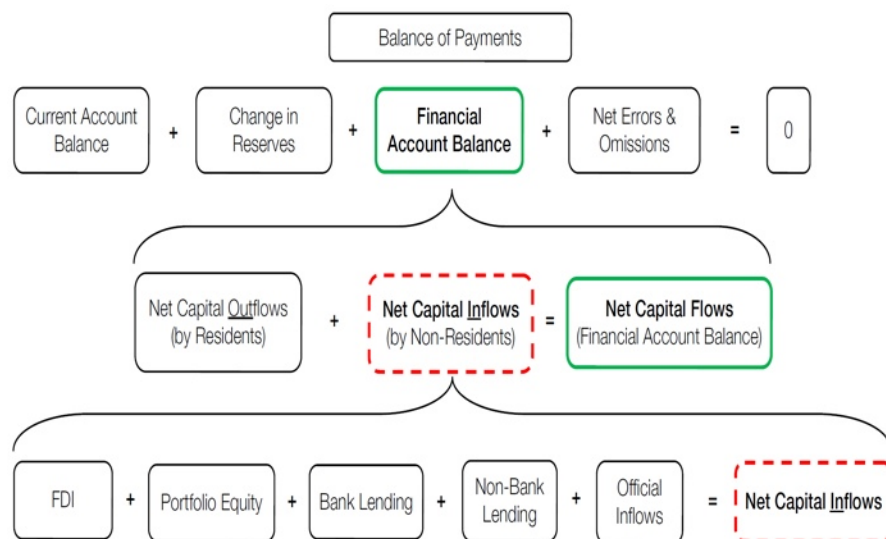 Balance of Payments
Current Account
Balance
+
Change in
Reserves
+
Financial
Account Balance
+
Net Errors &
Omissions
=
0
Net Capital Outflows
(by Residents)
+
Net Capital Inflows
(by Non-Residents)
=
Net Capital Flows
(Financial Account Balance)
FDI
+
Portfolio Equity
+
Bank Lending
+
Non-Bank
Lending
+
Official
Inflows
=
Net Capital Inflows